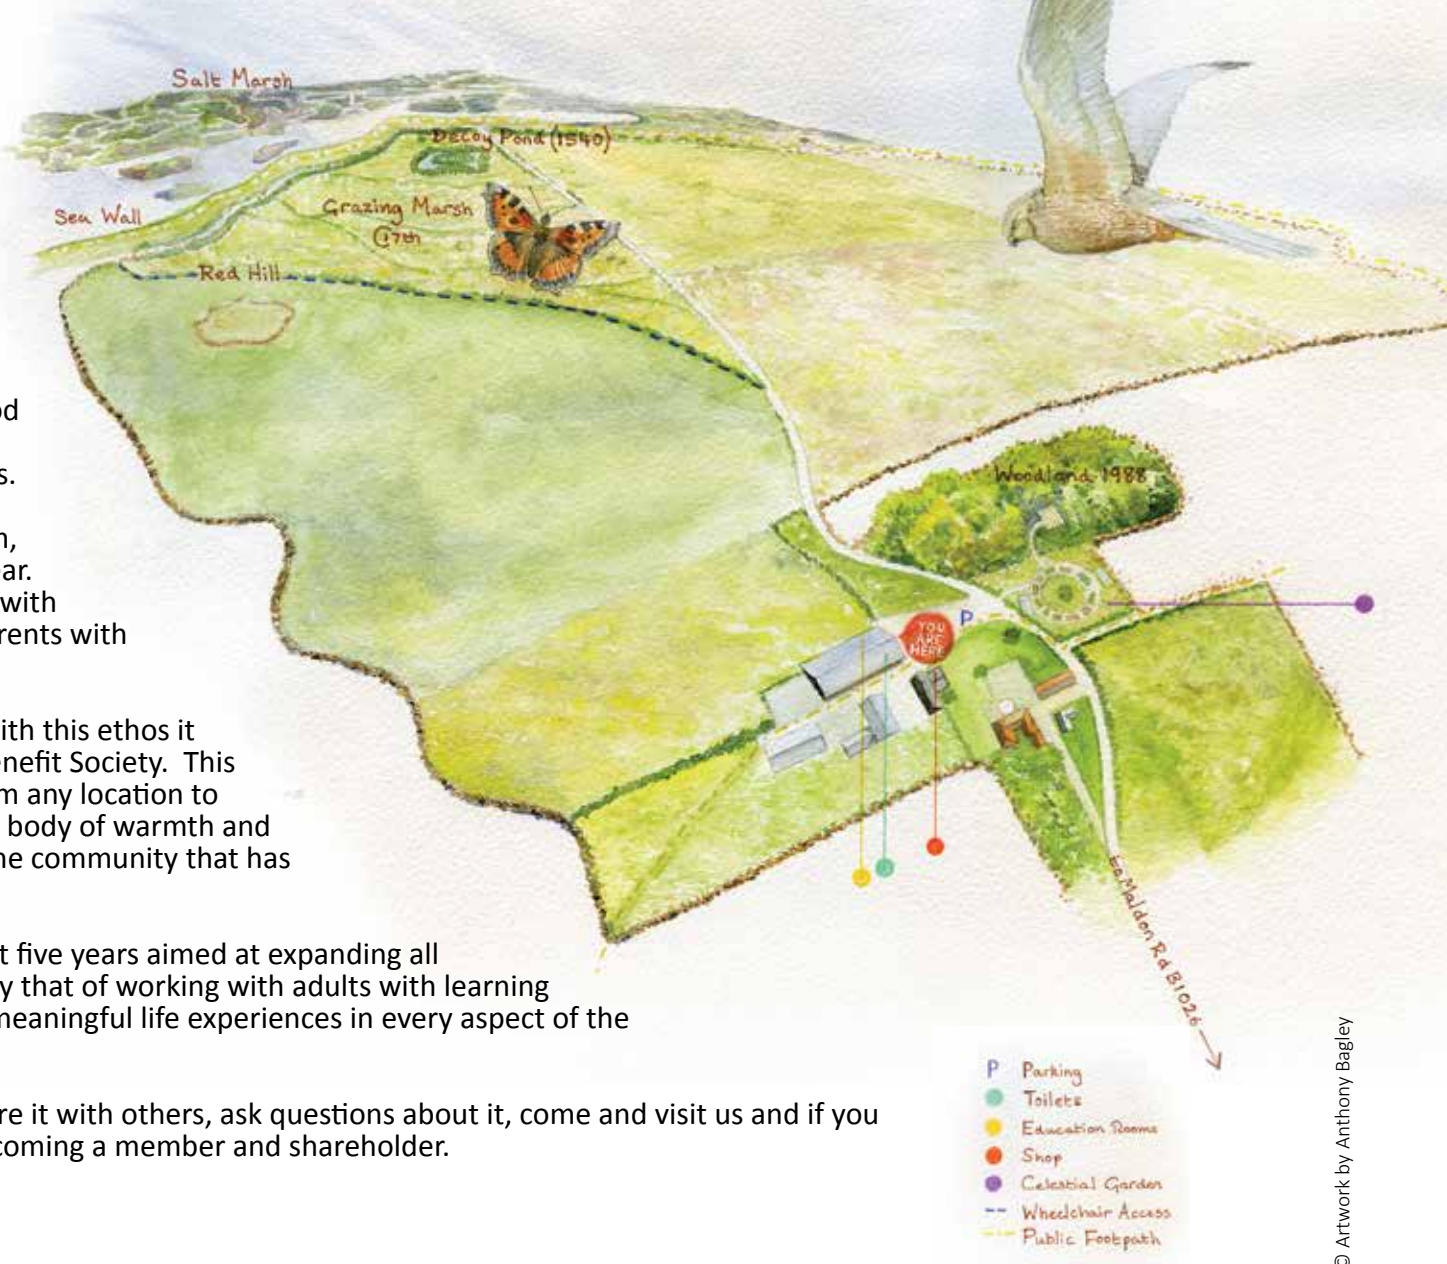 Salt Marsh
Decoy Pond (1540)
Grazing Marsh
C17th
Sea Wall
Red Hill
Woodland 1988
P
YOU
ARE
HERE
to Maldon Rd B1026
od
s.
n,
ar.
with
rents with
ith this ethos it
enefit Society.  This
m any location to
body of warmth and
ne community that has
t five years aimed at expanding all
y that of working with adults with learning
meaningful life experiences in every aspect of the
re it with others, ask questions about it, come and visit us and if you
coming a member and shareholder.
P Parking
Toilets
Education Rooms
Shop
Celestial Garden
Wheelchair Access
Public Footpath
© Artwork by Anthony Bagley